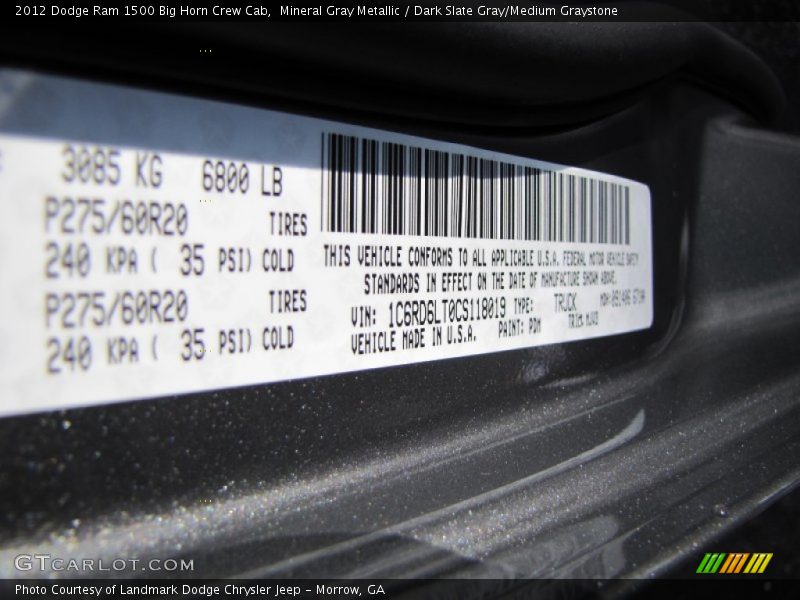 2012 Dodge Ram 1500 Big Horn Crew Cab,  Mineral Gray Metallic / Dark Slate Gray/Medium Graystone
3085 KG 6800 LB
P275/60R20 TIRES
240 KPA ( 35 PSI) COLD
P275/60R20 TIRES
240 KPA ( 35 PSI) COLD
THIS VEHICLE CONFORMS TO ALL APPLICABLE U.S.A. FEDERAL MOTOR VEHICLE SAFETY
STANDARDS IN EFFECT ON THE DATE OF MANUFACTURE SHOWN ABOVE.
VIN: 1C6RD6LT0CS118019 TYPE: TRUCK MDH:
VEHICLE MADE IN U.S.A. PAINT: PDM TRIM:
GTCARLOT.COM
Photo Courtesy of Landmark Dodge Chrysler Jeep - Morrow, GA